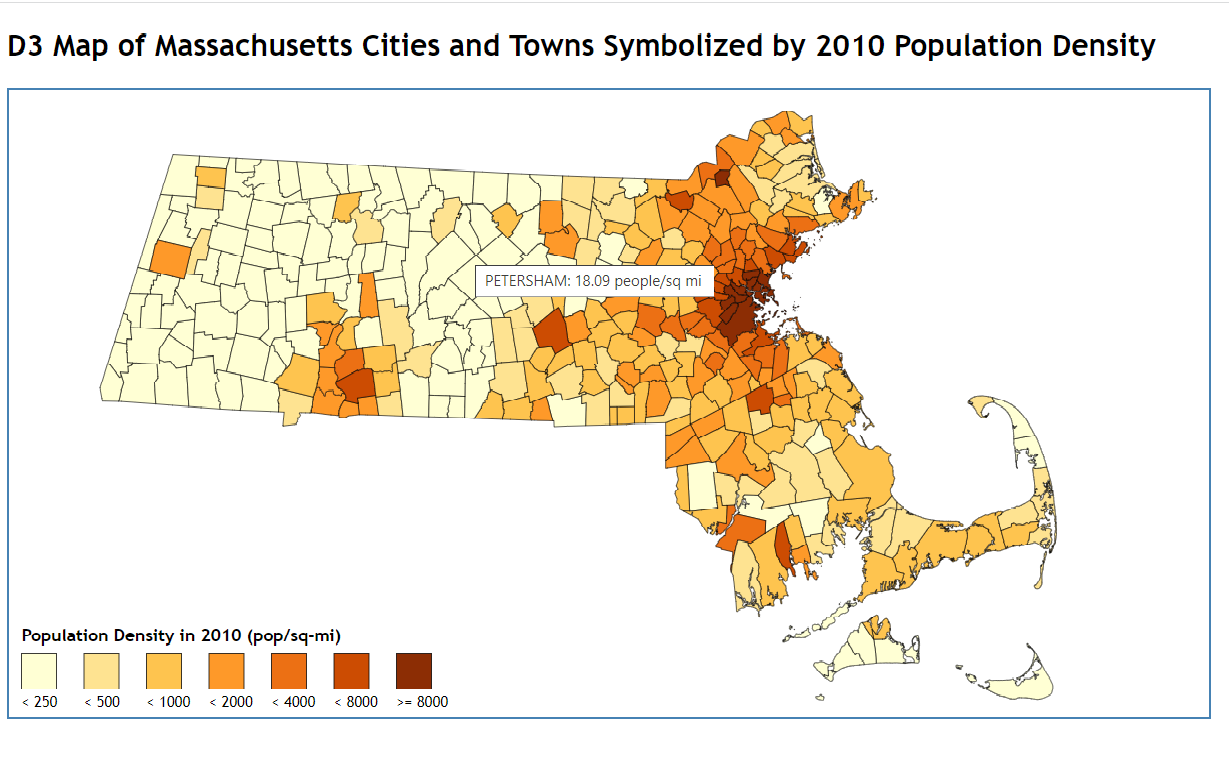 D3 Map of Massachusetts Cities and Towns Symbolized by 2010 Population Density
PETERSHAM: 18.09 people/sq mi
Population Density in 2010 (pop/sq-mi)
< 250 < 500 < 1000 < 2000 < 4000 < 8000 >= 8000